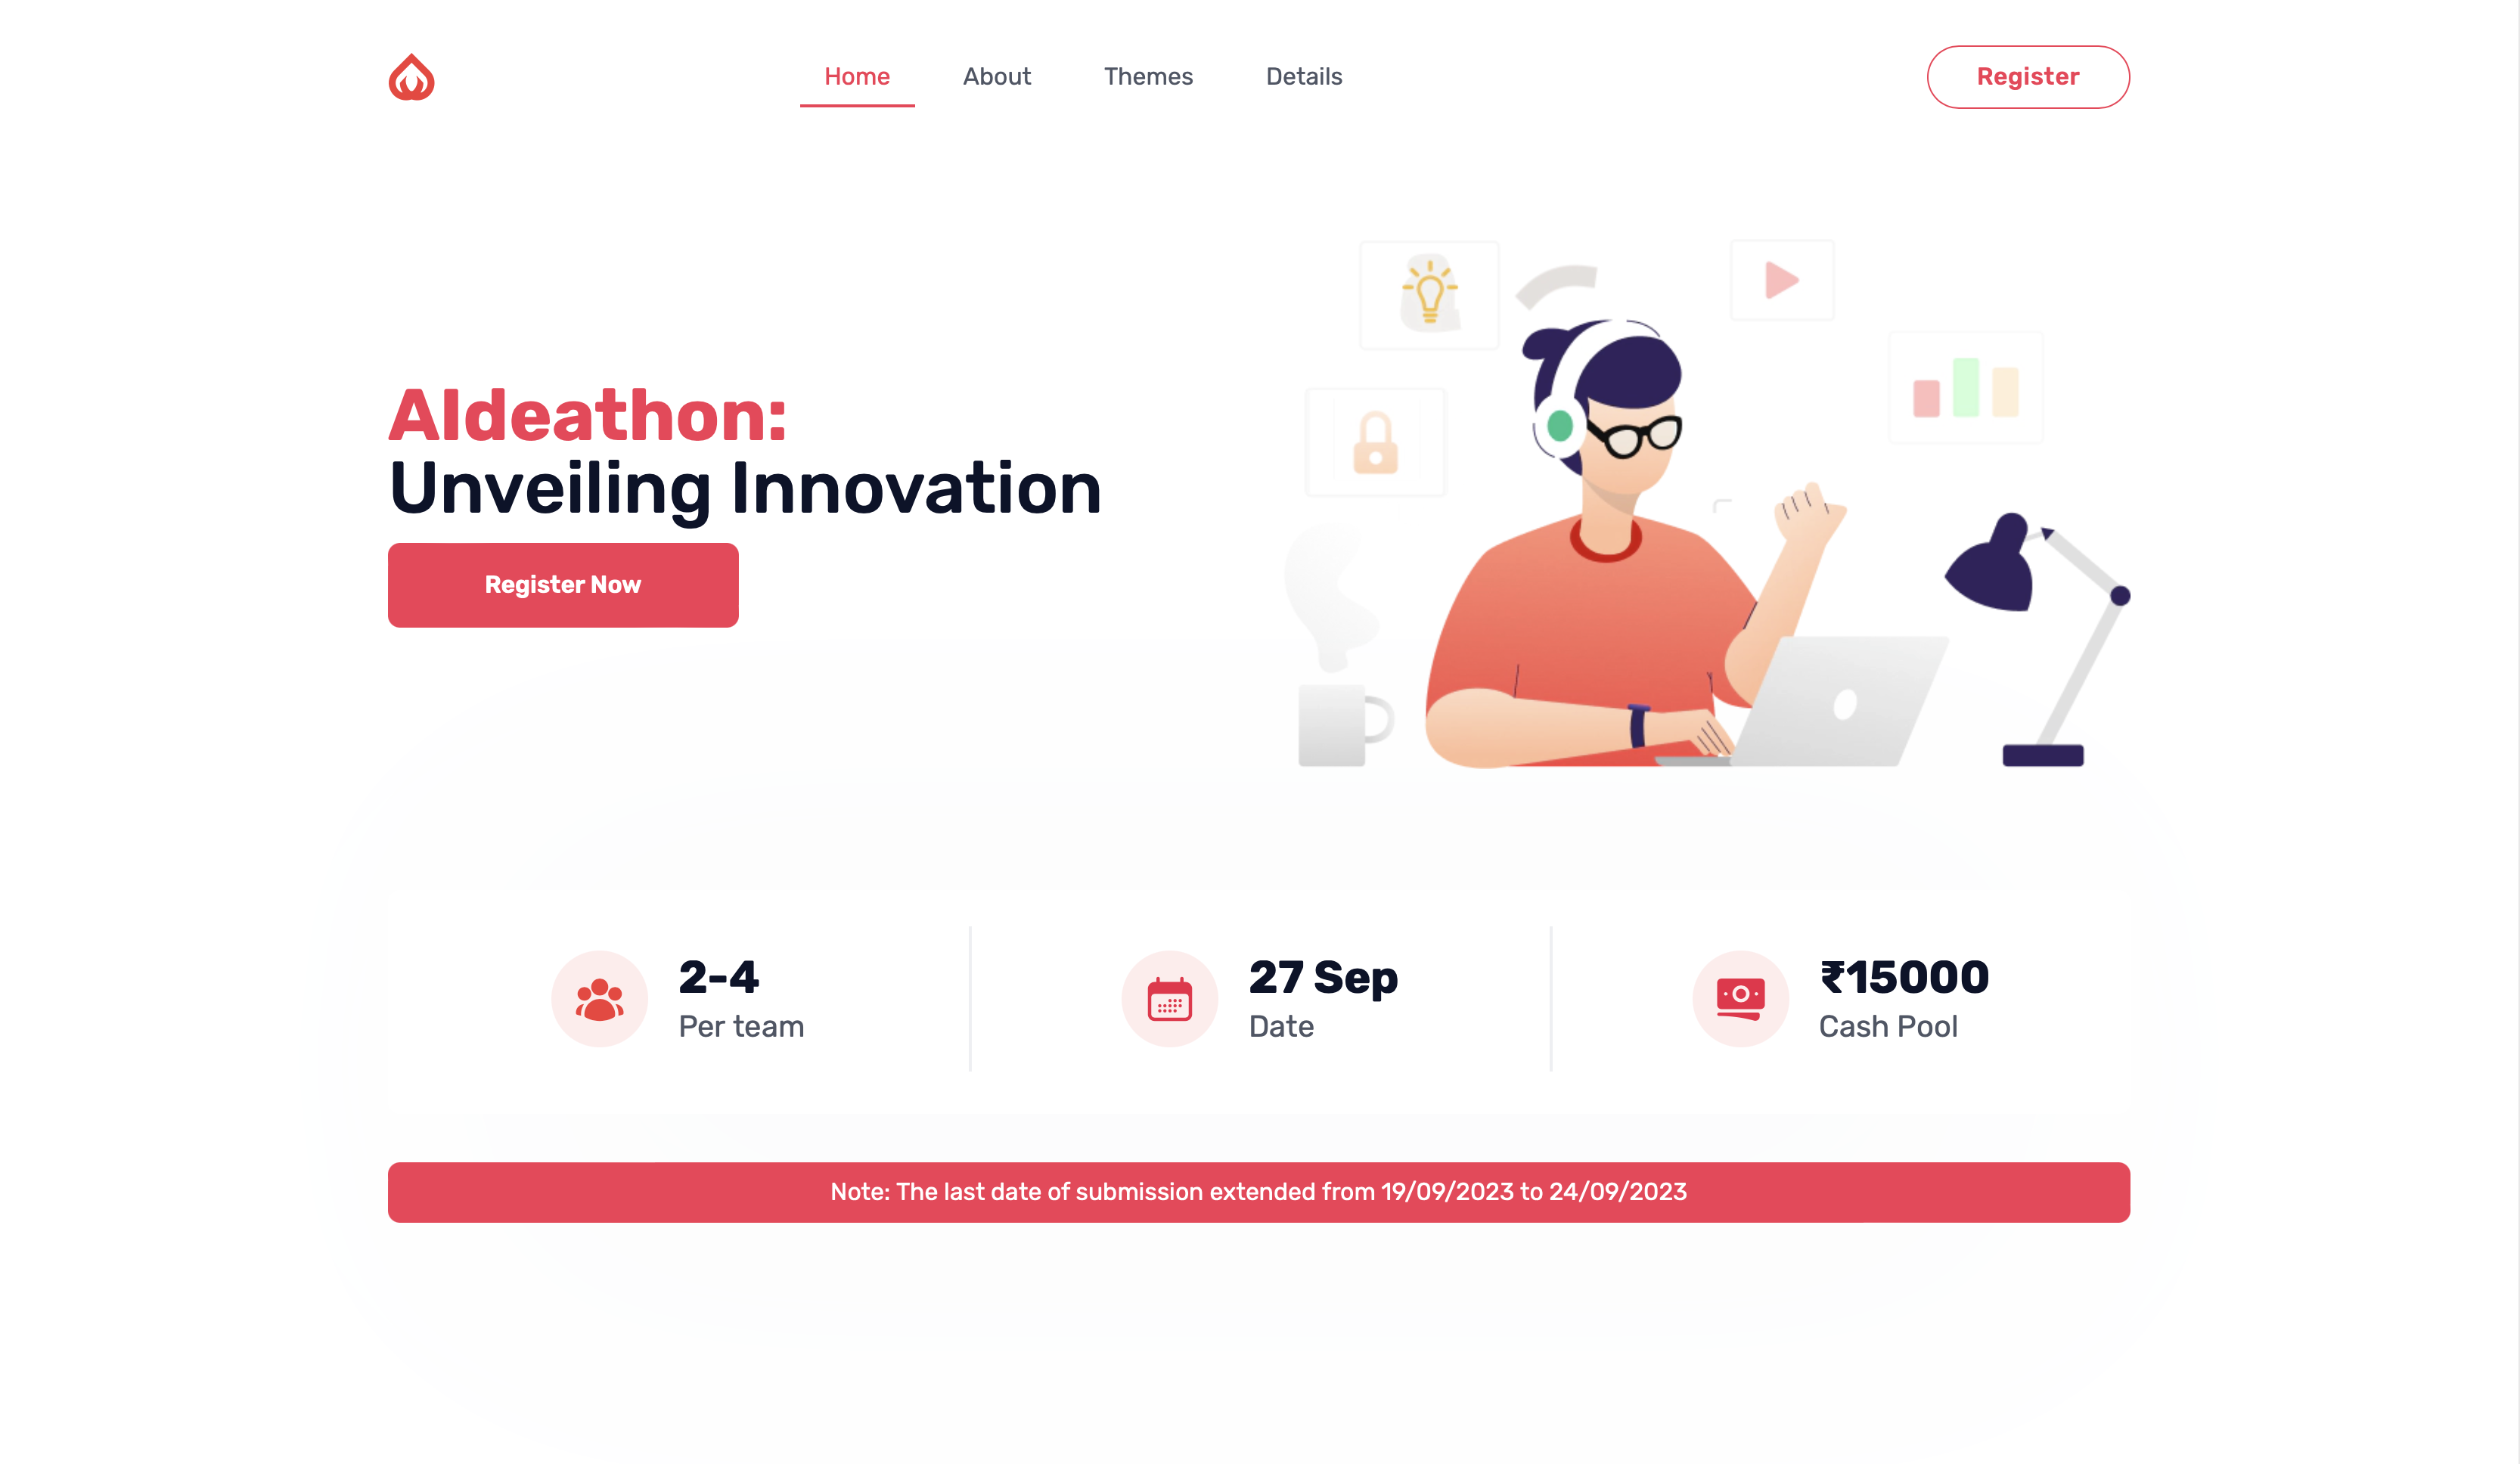 Home
About
Themes
Details
Register
AIdeathon:
Unveiling Innovation
Register Now
2-4
Per team
27 Sep
Date
₹15000
Cash Pool
Note: The last date of submission extended from 19/09/2023 to 24/09/2023